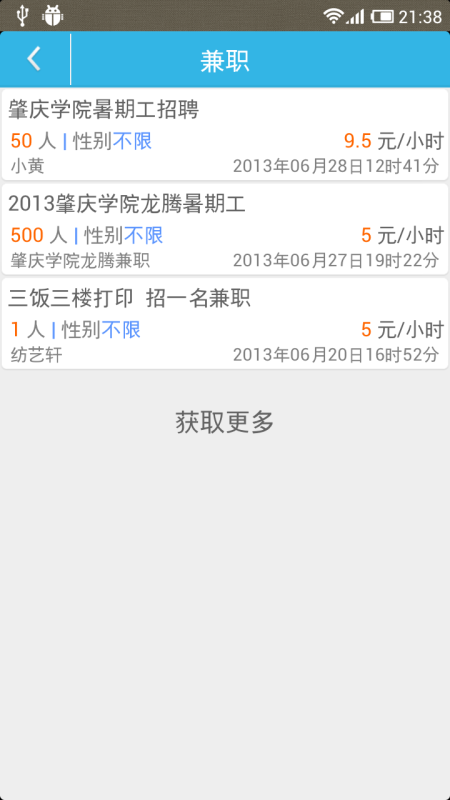 21:38
兼职
肇庆学院暑期工招聘
50 人 | 性别不限 9.5 元/小时
小黄 2013年06月28日12时41分
2013肇庆学院龙腾暑期工
500 人 | 性别不限 5 元/小时
肇庆学院龙腾兼职 2013年06月27日19时22分
三饭三楼打印 招一名兼职
1 人 | 性别不限 5 元/小时
纺艺轩 2013年06月20日16时52分
获取更多